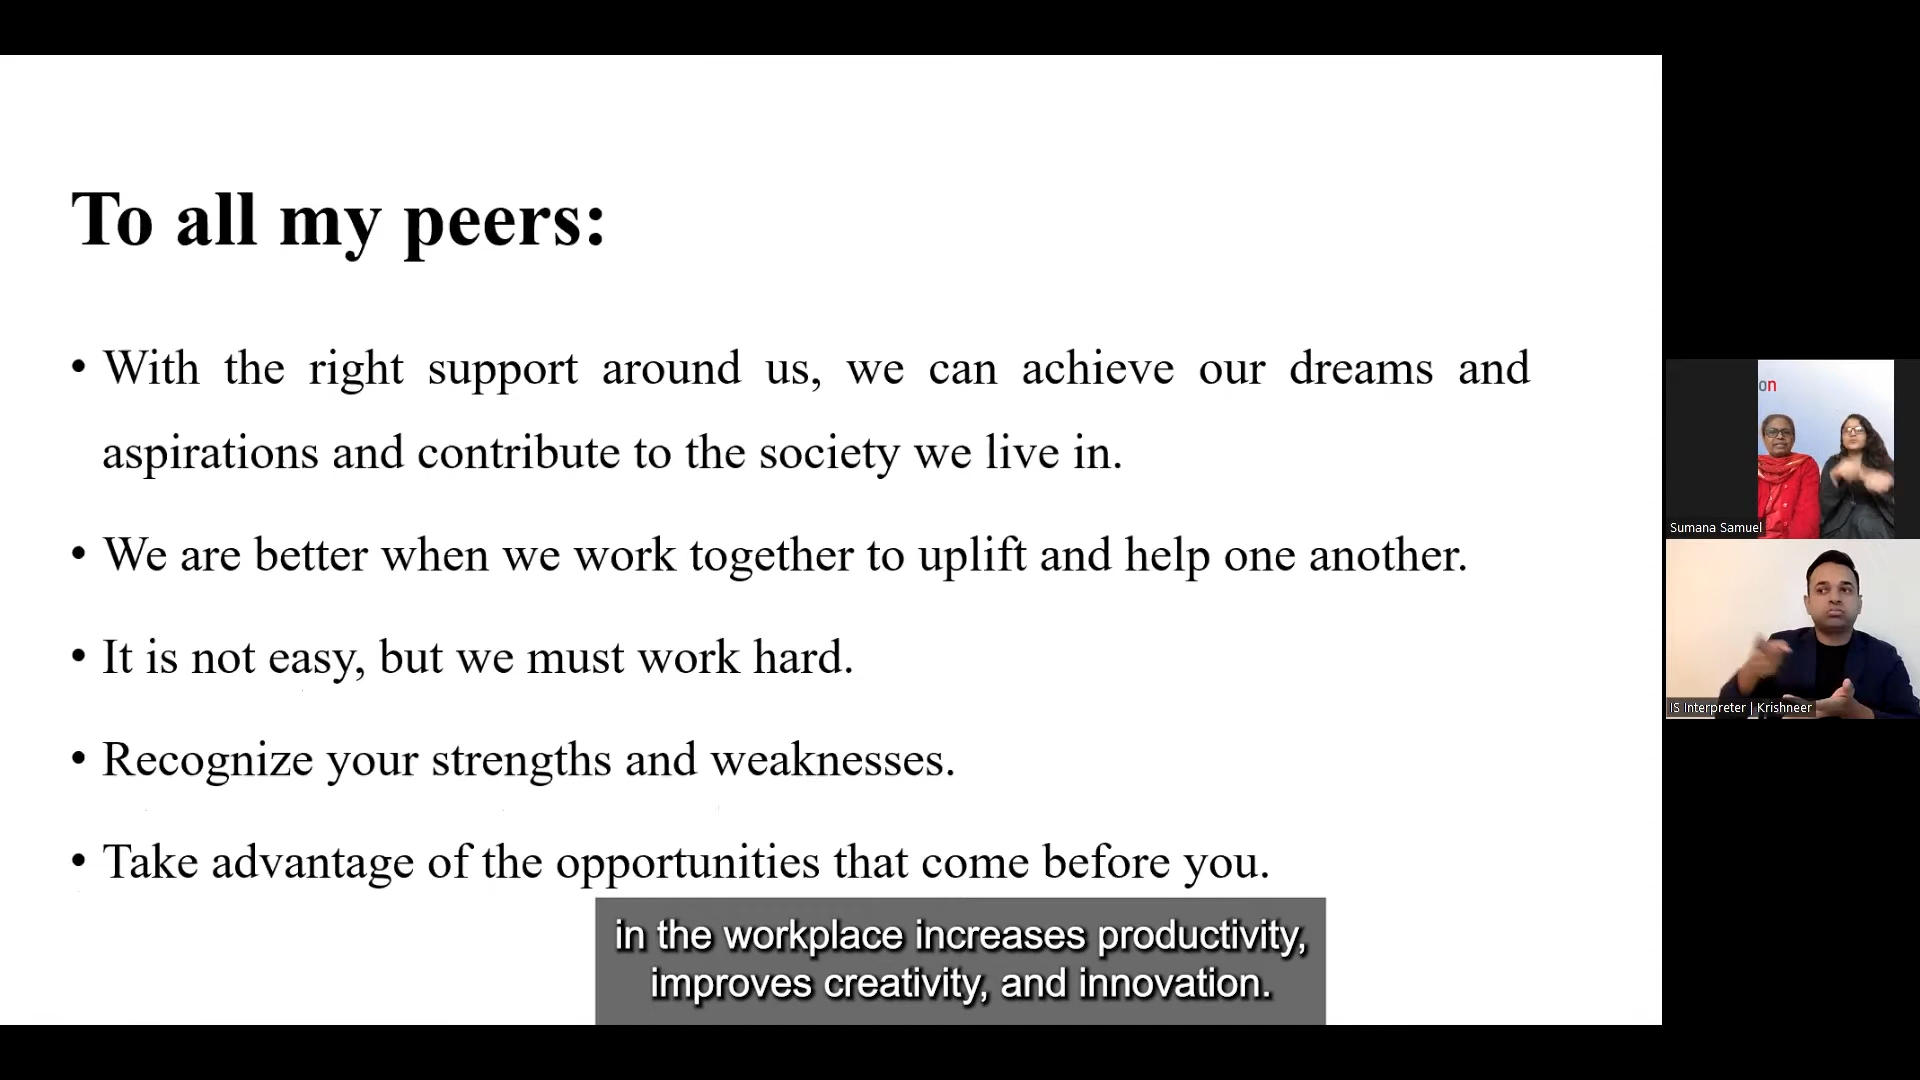 To all my peers:
• With the right support around us, we can achieve our dreams and
aspirations and contribute to the society we live in.
• We are better when we work together to uplift and help one another.
• It is not easy, but we must work hard.
• Recognize your strengths and weaknesses.
• Take advantage of the opportunities that come before you.
in the workplace increases productivity,
improves creativity, and innovation.
on
Sumana Samuel
IS Interpreter | Krishneer